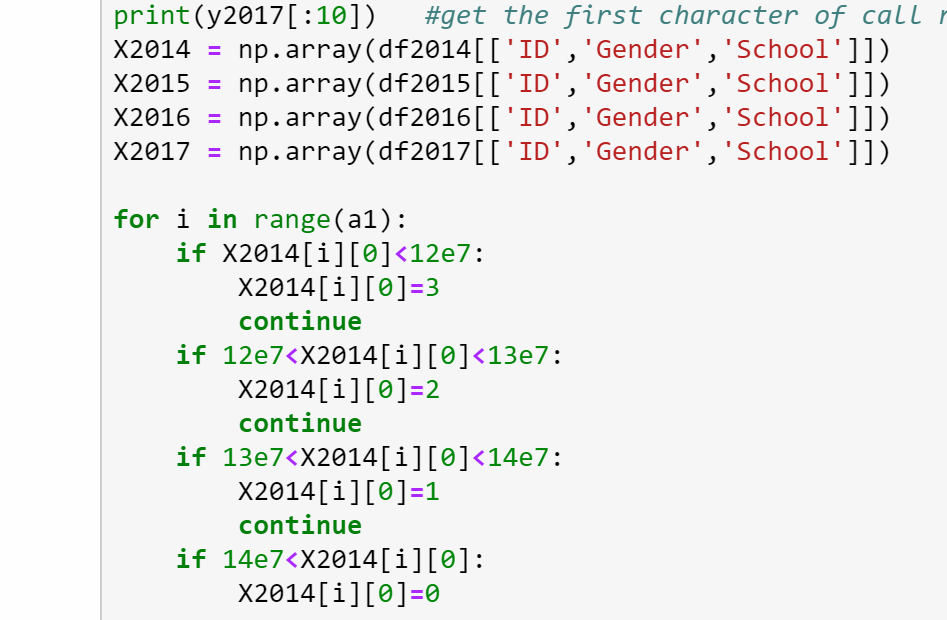 print(y2017[:10])   #get the first character of call
X2014 = np.array(df2014[['ID','Gender','School']])
X2015 = np.array(df2015[['ID','Gender','School']])
X2016 = np.array(df2016[['ID','Gender','School']])
X2017 = np.array(df2017[['ID','Gender','School']])
for i in range(a1):
    if X2014[i][0]<12e7:
        X2014[i][0]=3
        continue
    if 12e7<X2014[i][0]<13e7:
        X2014[i][0]=2
        continue
    if 13e7<X2014[i][0]<14e7:
        X2014[i][0]=1
        continue
    if 14e7<X2014[i][0]:
        X2014[i][0]=0